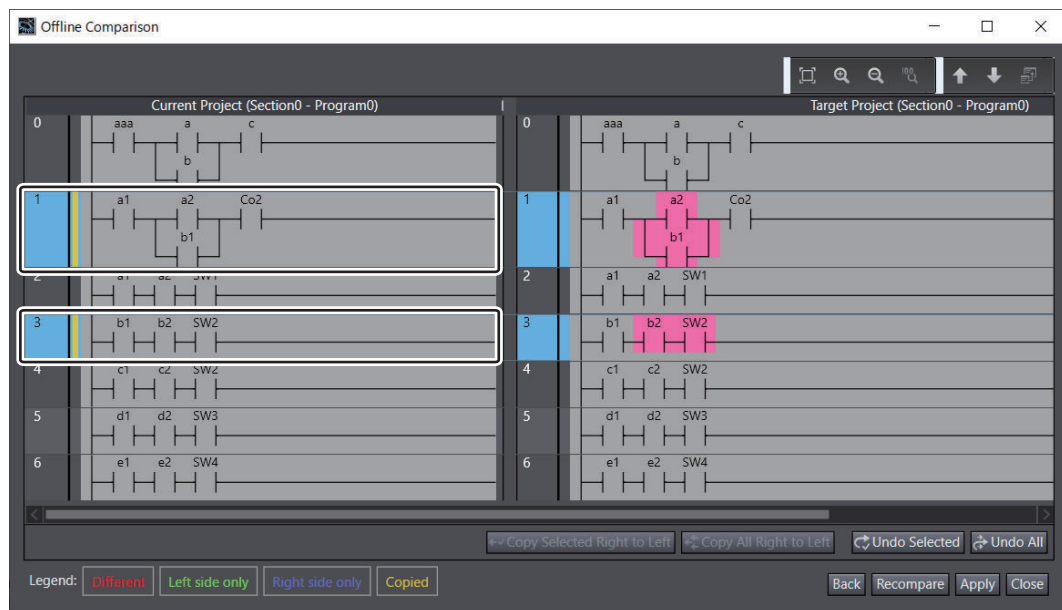 Offline Comparison
Current Project (Section0 - Program0)
Target Project (Section0 - Program0)
0 aaa a c
b
0 aaa a c
b
1 a1 a2 Co2
b1
1 a1 a2 Co2
b1
2 a1 a2 SW1
2 a1 a2 SW1
3 b1 b2 SW2
3 b1 b2 SW2
4 c1 c2 SW2
4 c1 c2 SW2
5 d1 d2 SW3
5 d1 d2 SW3
6 e1 e2 SW4
6 e1 e2 SW4
Copy Selected Right to Left Copy All Right to Left Undo Selected Undo All
Legend: Different Left side only Right side only Copied Back Recompare Apply Close